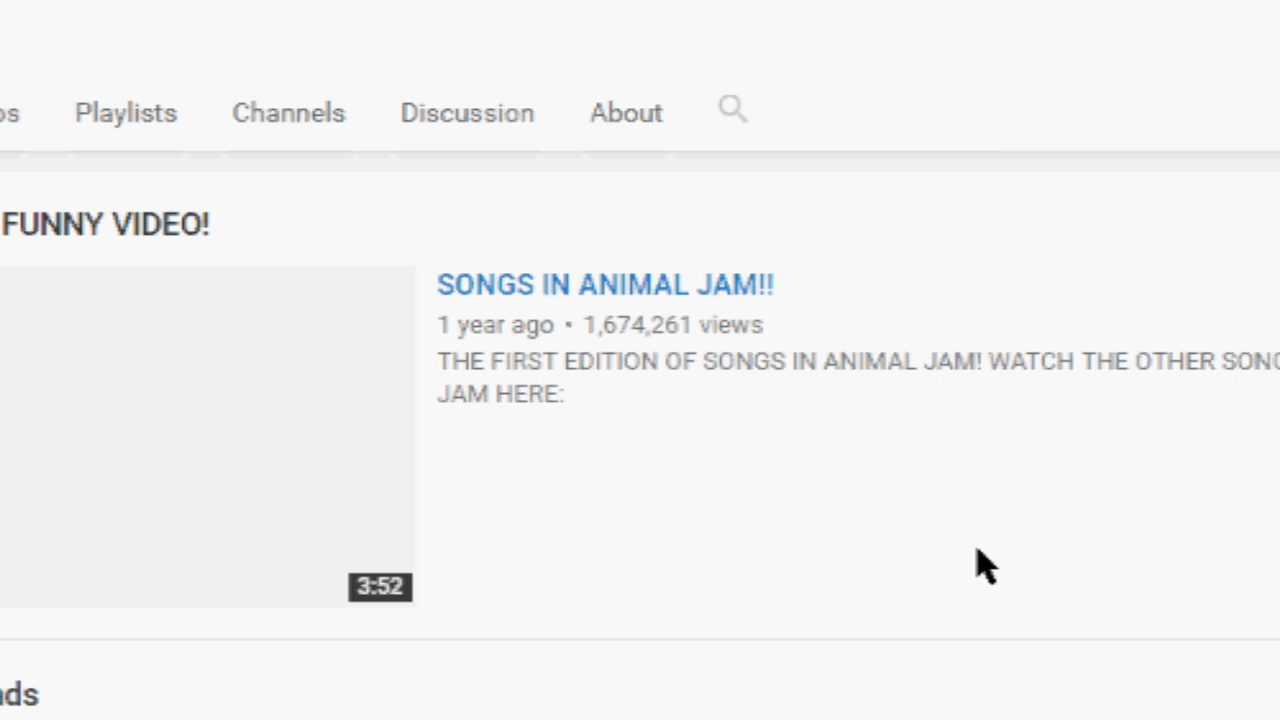 Playlists Channels Discussion About
FUNNY VIDEO!
SONGS IN ANIMAL JAM!!
1 year ago • 1,674,261 views
THE FIRST EDITION OF SONGS IN ANIMAL JAM! WATCH THE OTHER SONG
JAM HERE:
3:52